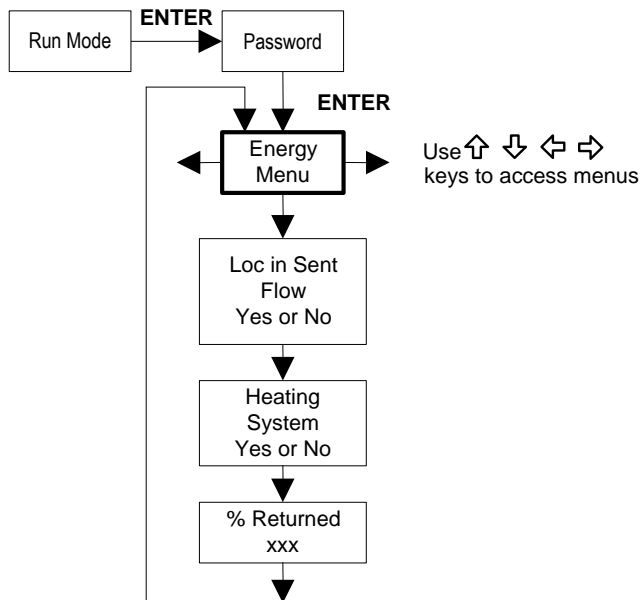 ENTER
Run Mode
Password
ENTER
Energy
Menu
Use
keys to access menus
Loc in Sent
Flow
Yes or No
Heating
System
Yes or No
% Returned
xxx